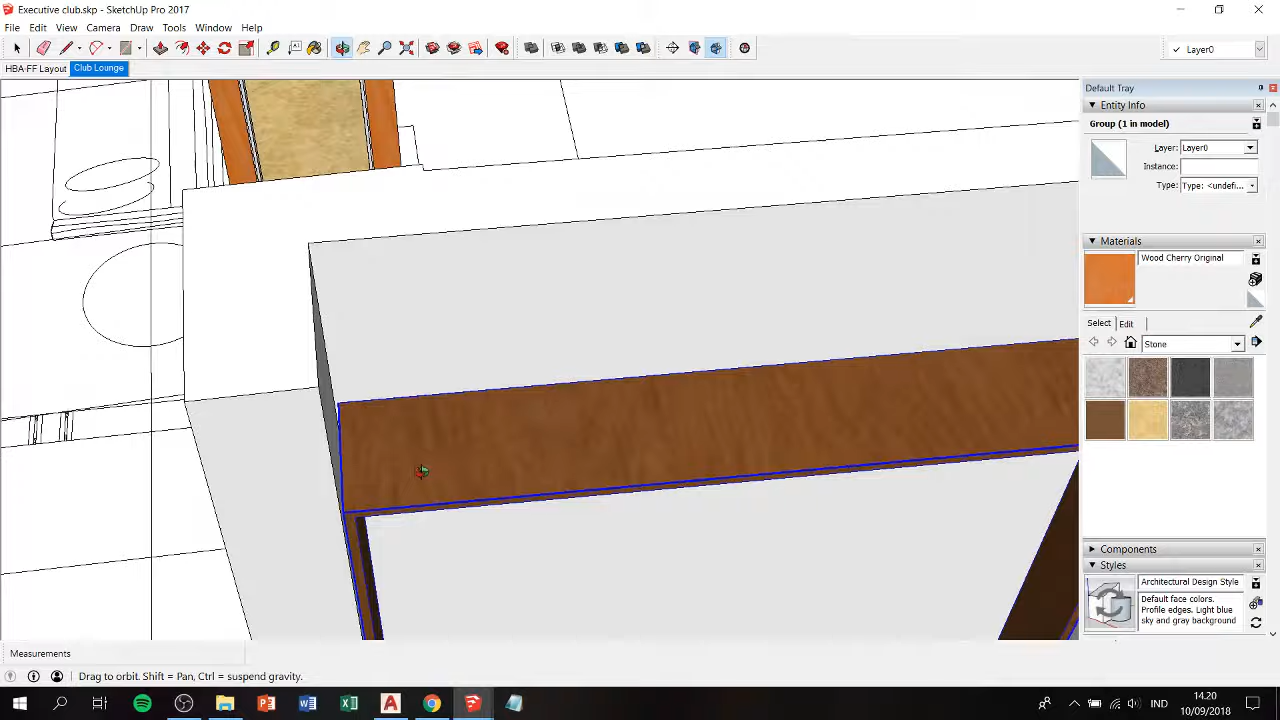 Executive club.skp - SketchUp Pro 2017
File Edit View Camera Draw Tools Window Help
Layer0
HBA-FF Layout Club Lounge
Default Tray
Entity Info
Group (1 in model)
Layer: Layer0
Instance:
Type: Type: <undefi...
Materials
Wood Cherry Original
Select Edit
Stone
Components
Styles
Architectural Design Style
Default face colors.
Profile edges. Light blue
sky and gray background
Measurements
Drag to orbit. Shift = Pan, Ctrl = suspend gravity.
IND
14.20
10/09/2018